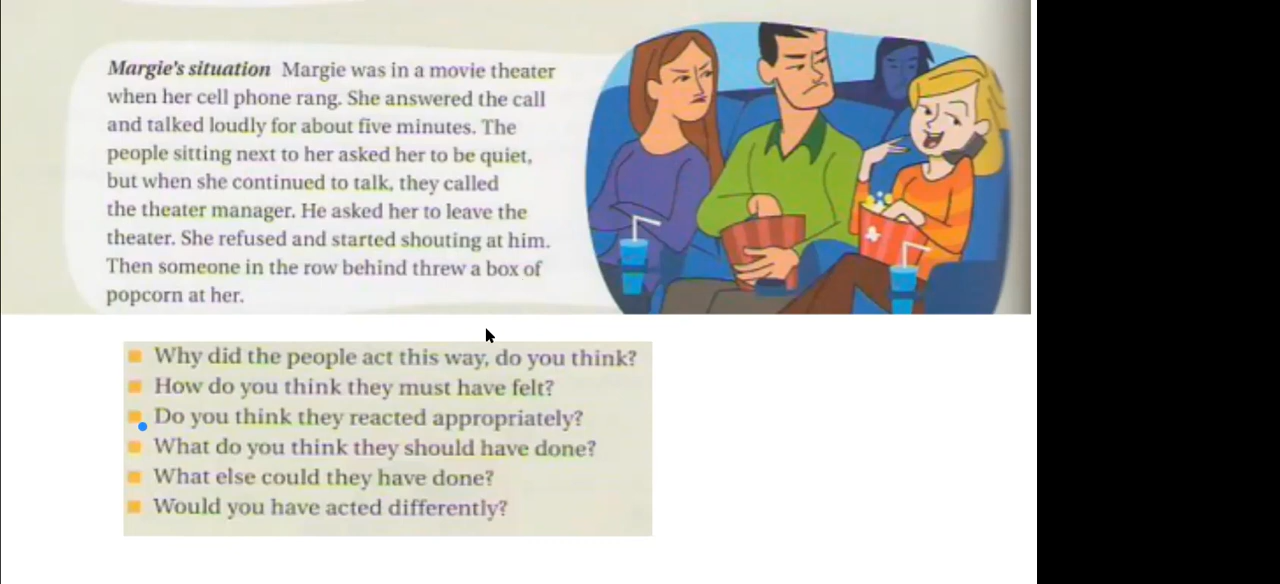 Margie's situation Margie was in a movie theater
when her cell phone rang. She answered the call
and talked loudly for about five minutes. The
people sitting next to her asked her to be quiet,
but when she continued to talk, they called
the theater manager. He asked her to leave the
theater. She refused and started shouting at him.
Then someone in the row behind threw a box of
popcorn at her.
Why did the people act this way, do you think?
How do you think they must have felt?
Do you think they reacted appropriately?
What do you think they should have done?
What else could they have done?
Would you have acted differently?